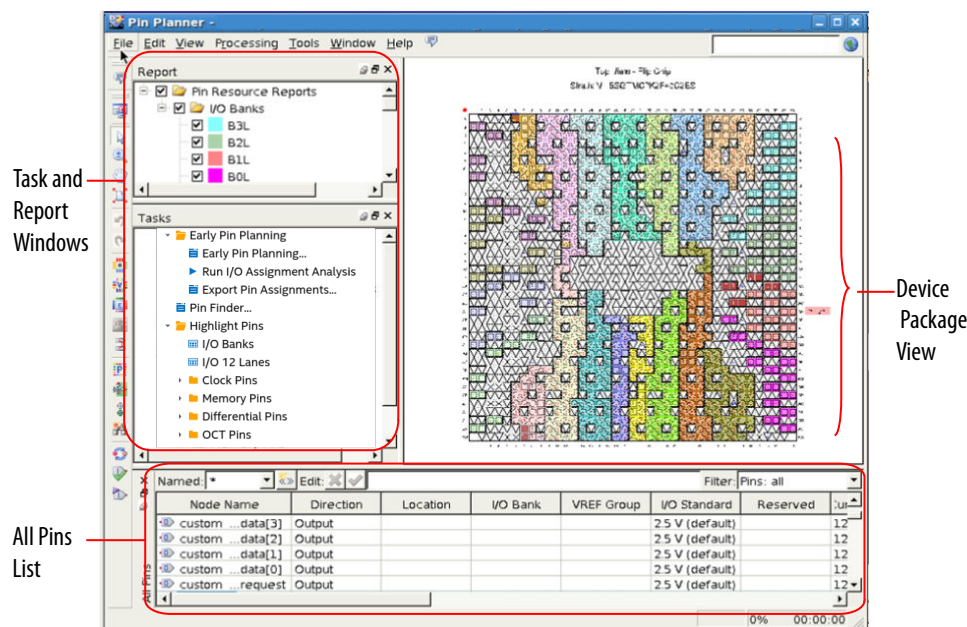 Pin Planner -
File Edit View Processing Tools Window Help
Report
Pin Resource Reports
I/O Banks
B3L
B2L
B1L
B0L
Task and
Report
Windows
Tasks
Early Pin Planning
Early Pin Planning...
Run I/O Assignment Analysis
Export Pin Assignments...
Pin Finder...
Highlight Pins
I/O Banks
I/O 12 Lanes
Clock Pins
Memory Pins
Differential Pins
OCT Pins
Top View - Flip Chip
Stratix V
Device
Package
View
All Pins
List
Named: * Edit: Filter: Pins: all
Node Name Direction Location I/O Bank VREF Group I/O Standard Reserved
custom ...data[3] Output 2.5 V (default) 12
custom ...data[2] Output 2.5 V (default) 12
custom ...data[1] Output 2.5 V (default) 12
custom ...data[0] Output 2.5 V (default) 12
custom ...request Output 2.5 V (default) 12
All Pins
0% 00:00:00